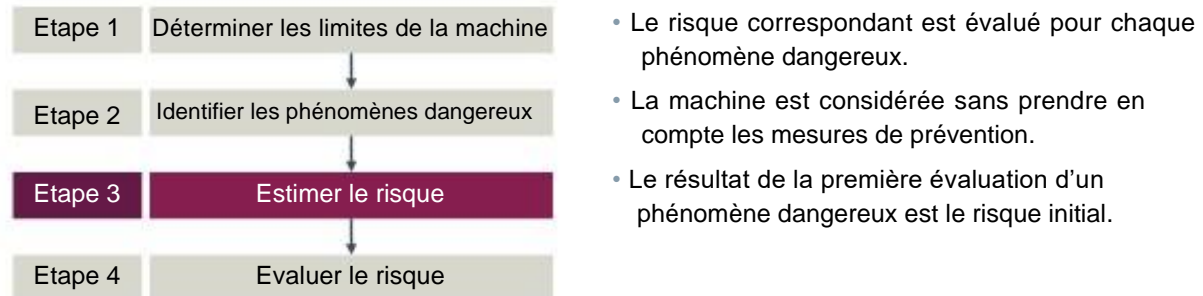 Etape 1 Déterminer les limites de la machine
Etape 2 Identifier les phénomènes dangereux
Etape 3 Estimer le risque
Etape 4 Evaluer le risque
• Le risque correspondant est évalué pour chaque
phénomène dangereux.
• La machine est considérée sans prendre en
compte les mesures de prévention.
• Le résultat de la première évaluation d’un
phénomène dangereux est le risque initial.